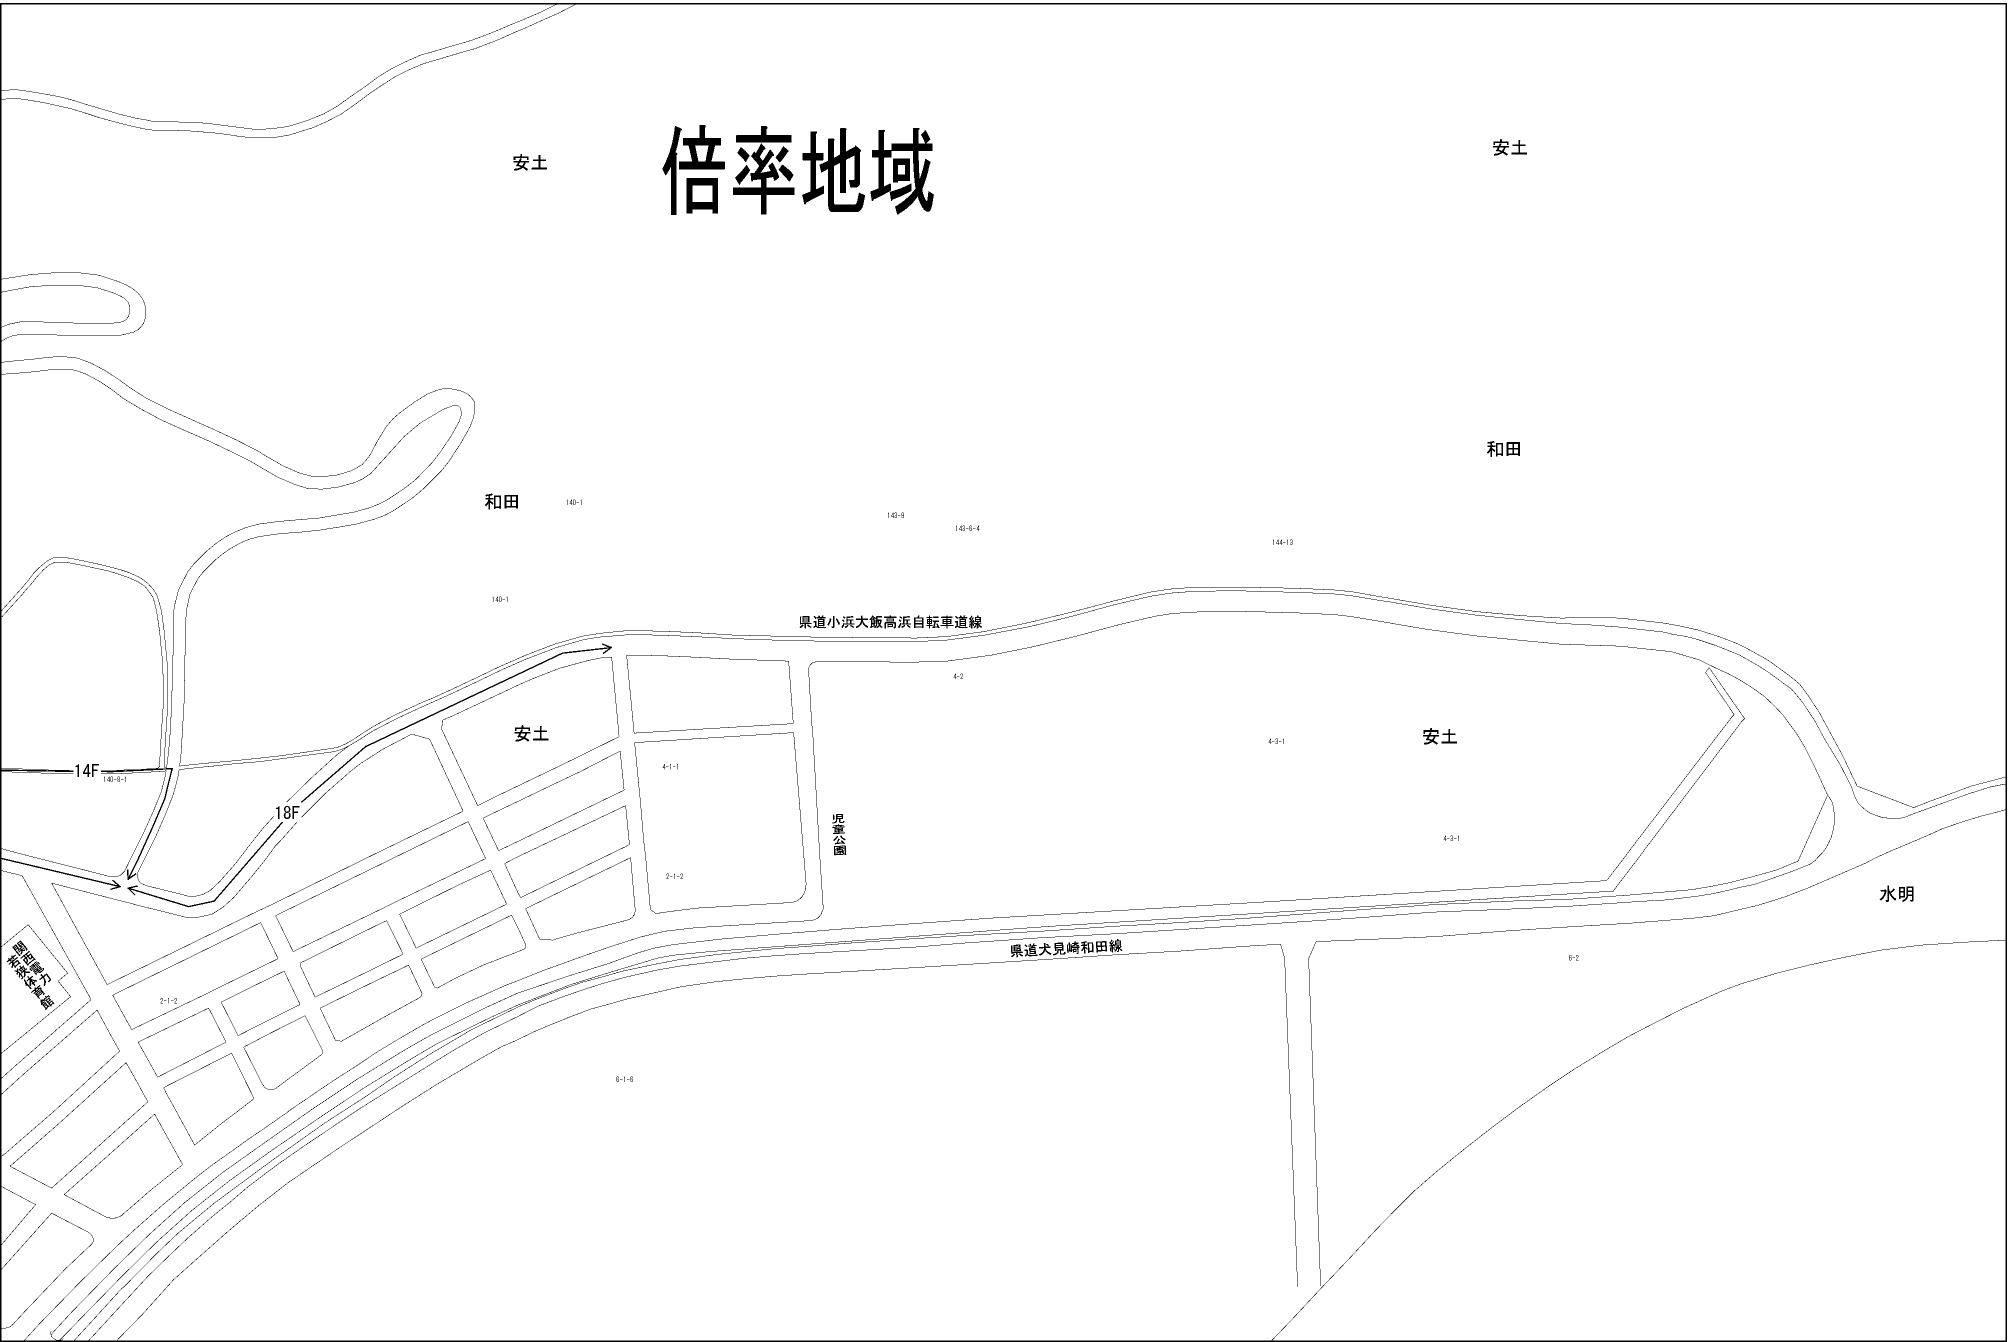 安土
倍率地域
安土
和田
和田
140-1
143-9
143-6-4
144-13
140-1
県道小浜大飯高浜自転車道線
4-2
安土
4-3-1
安土
4-1-1
14F
140-9-1
18F
児童公園
4-3-1
2-1-2
水明
関西電力
若狭体育館
県道犬見崎和田線
6-2
2-1-2
6-1-6